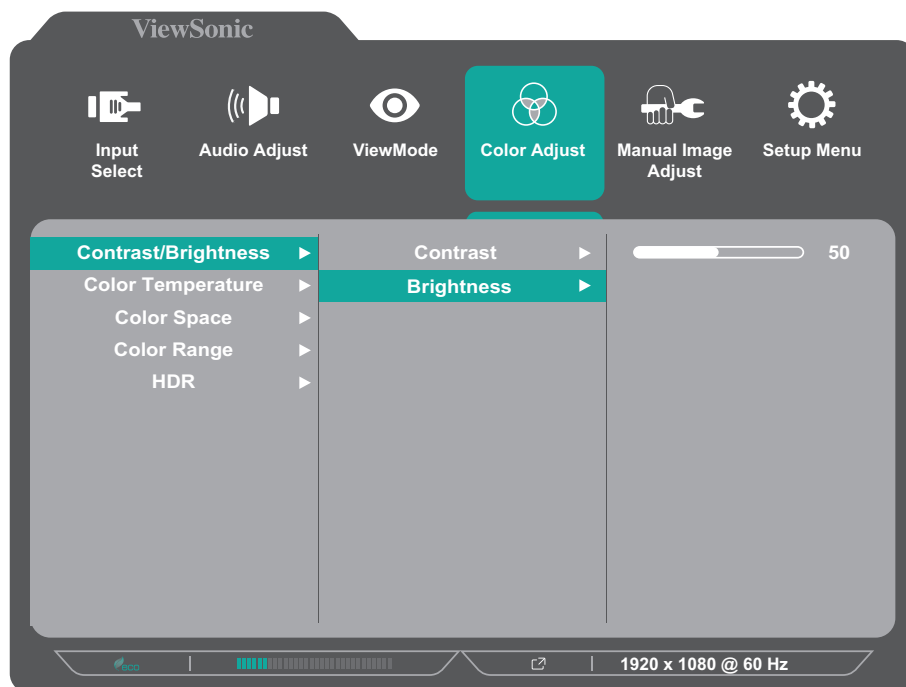 ViewSonic
Input
Select
Audio Adjust
ViewMode
Color Adjust
Manual Image
Adjust
Setup Menu
Contrast/Brightness
Color Temperature
Color Space
Color Range
HDR
Contrast
Brightness
50
eco
1920 x 1080 @ 60 Hz